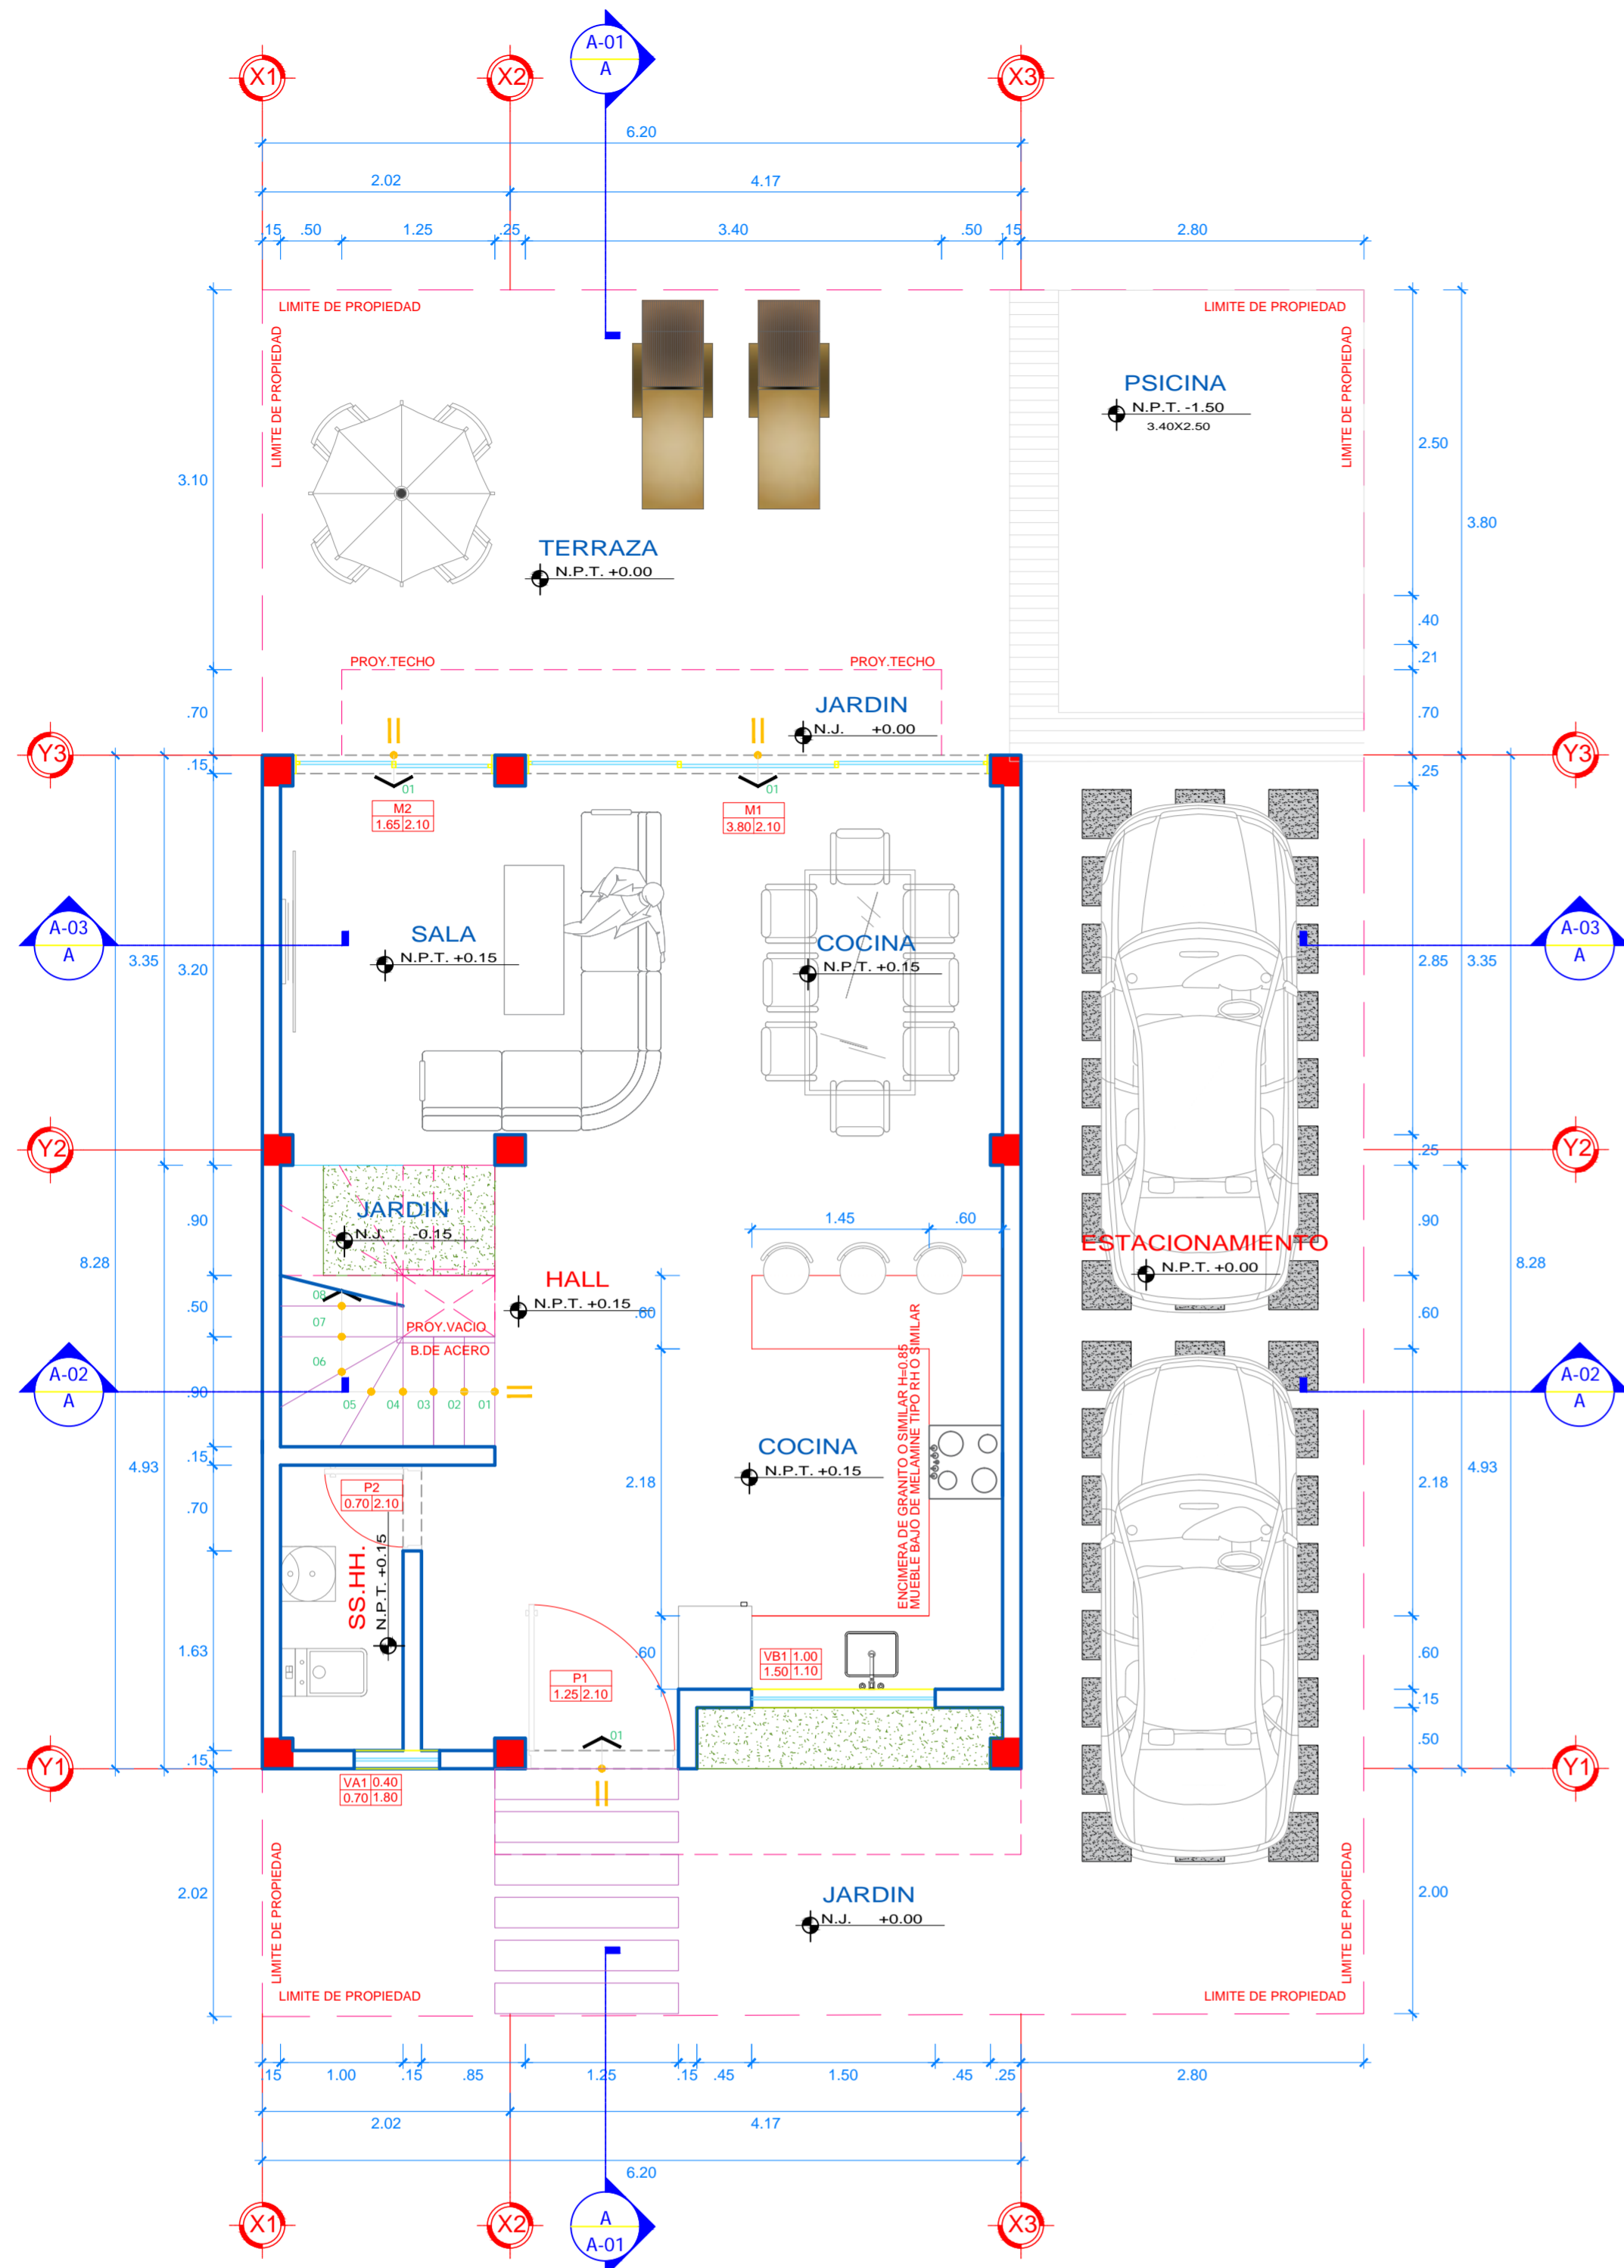 A-01
A
X1
X2
X3
6.20
2.02
4.17
.15
.50
1.25
.25
3.40
.50
.15
2.80
LIMITE DE PROPIEDAD
LIMITE DE PROPIEDAD
LIMITE DE PROPIEDAD
LIMITE DE PROPIEDAD
PSICINA
N.P.T. -1.50
3.40X2.50
2.50
3.10
3.80
TERRAZA
N.P.T. +0.00
.40
.21
PROY.TECHO
PROY.TECHO
.70
JARDIN
N.J. +0.00
.70
Y3
Y3
.15
.25
01
01
M2
1.65 2.10
M1
3.80 2.10
A-03
A
SALA
N.P.T. +0.15
COCINA
N.P.T. +0.15
A-03
A
3.35
3.20
2.85
3.35
Y2
Y2
.25
.90
JARDIN
N.J. -0.15
1.45
.60
.90
ESTACIONAMIENTO
N.P.T. +0.00
8.28
8.28
HALL
N.P.T. +0.15
08
.50
07
PROY.VACIO
.60
.60
B.DE ACERO
06
A-02
A
.90
05
04
03
02
01
A-02
A
ENCIMERA DE GRANITO O SIMILAR H=0.85
MUEBLE BAJO DE MELAMINE TIPO RH O SIMILAR
COCINA
N.P.T. +0.15
.15
4.93
2.18
2.18
4.93
P2
0.70 2.10
.70
SS.HH.
N.P.T. +0.15
1.63
.60
VB1 1.00
1.50 1.10
.60
P1
1.25 2.10
.15
.50
01
Y1
.15
Y1
VA1 0.40
0.70 1.80
2.02
JARDIN
N.J. +0.00
2.00
LIMITE DE PROPIEDAD
LIMITE DE PROPIEDAD
LIMITE DE PROPIEDAD
LIMITE DE PROPIEDAD
.15
1.00
.15
.85
1.25
.15
.45
1.50
.45
.25
2.80
2.02
4.17
6.20
X1
X2
X3
A
A-01